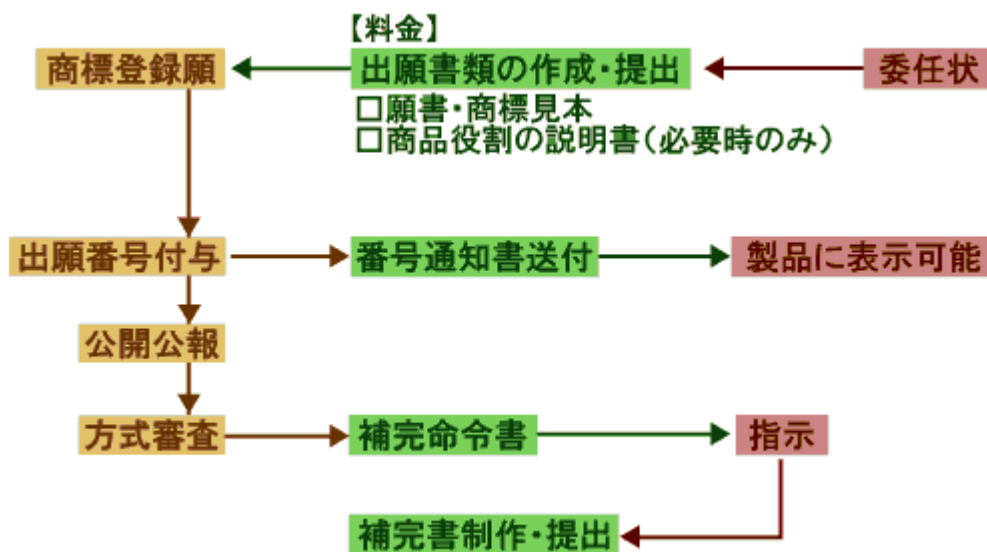 【料金】
商標登録願 出願書類の作成・提出 委任状
□願書・商標見本
□商品役割の説明書(必要時のみ)
出願番号付与 番号通知書送付 製品に表示可能
公開公報
方式審査 補完命令書 指示
補完書制作・提出